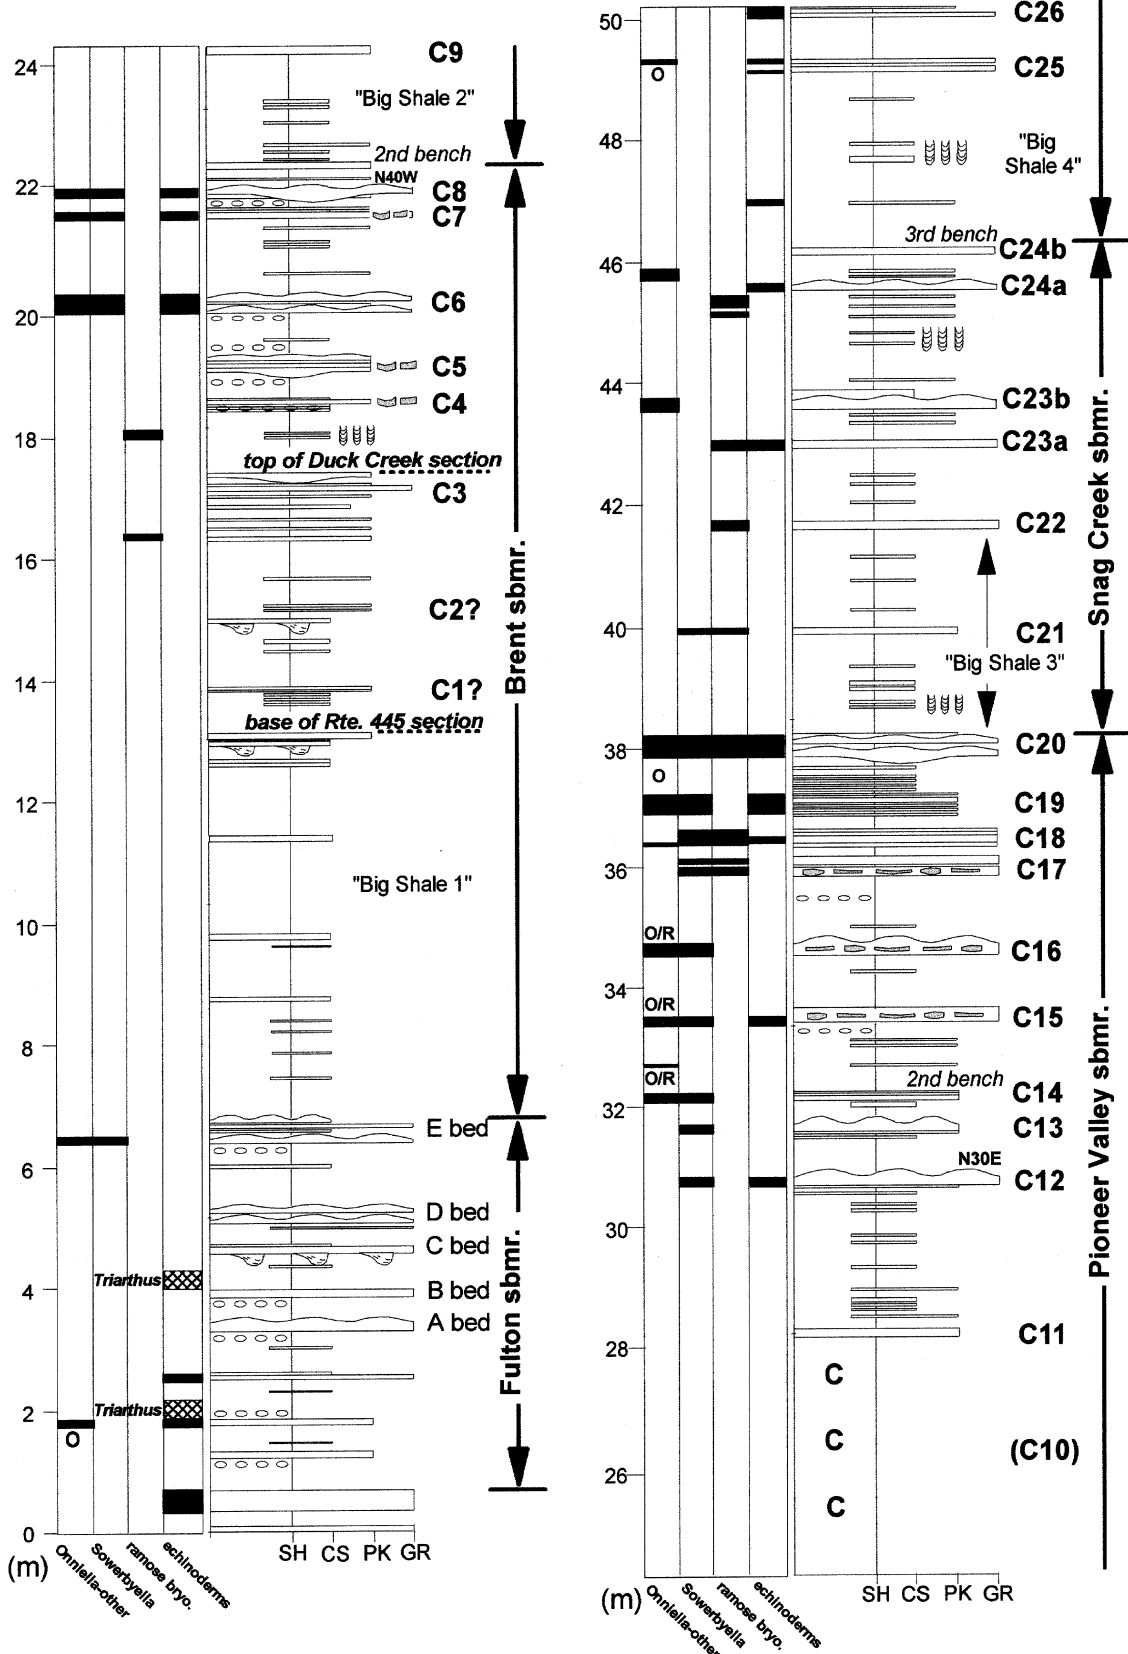 24
C9
"Big Shale 2"
2nd bench
N40W
22
C8
C7
C6
20
C5
C4
18
top of Duck Creek section
C3
16
C2?
Brent sbmr.
14
C1?
base of Rte. 445 section
12
"Big Shale 1"
10
8
E bed
6
D bed
C bed
Triarthus
4
B bed
A bed
Fulton sbmr.
Triarthus
2
O
0
(m)
SH CS PK GR
Onniella-other
Sowerbyella
ramose bryo.
echinoderms
50
C26
C25
O
48
"Big
Shale 4"
3rd bench
C24b
46
C24a
44
C23b
C23a
Snag Creek sbmr.
42
C22
40
C21
"Big Shale 3"
38
C20
O
C19
C18
36
C17
O/R
C16
34
O/R
C15
O/R
2nd bench
C14
32
C13
N30E
C12
Pioneer Valley sbmr.
30
C11
28
C
C
(C10)
26
C
(m)
SH CS PK GR
Onniella-other
Sowerbyella
ramose bryo.
echinoderms